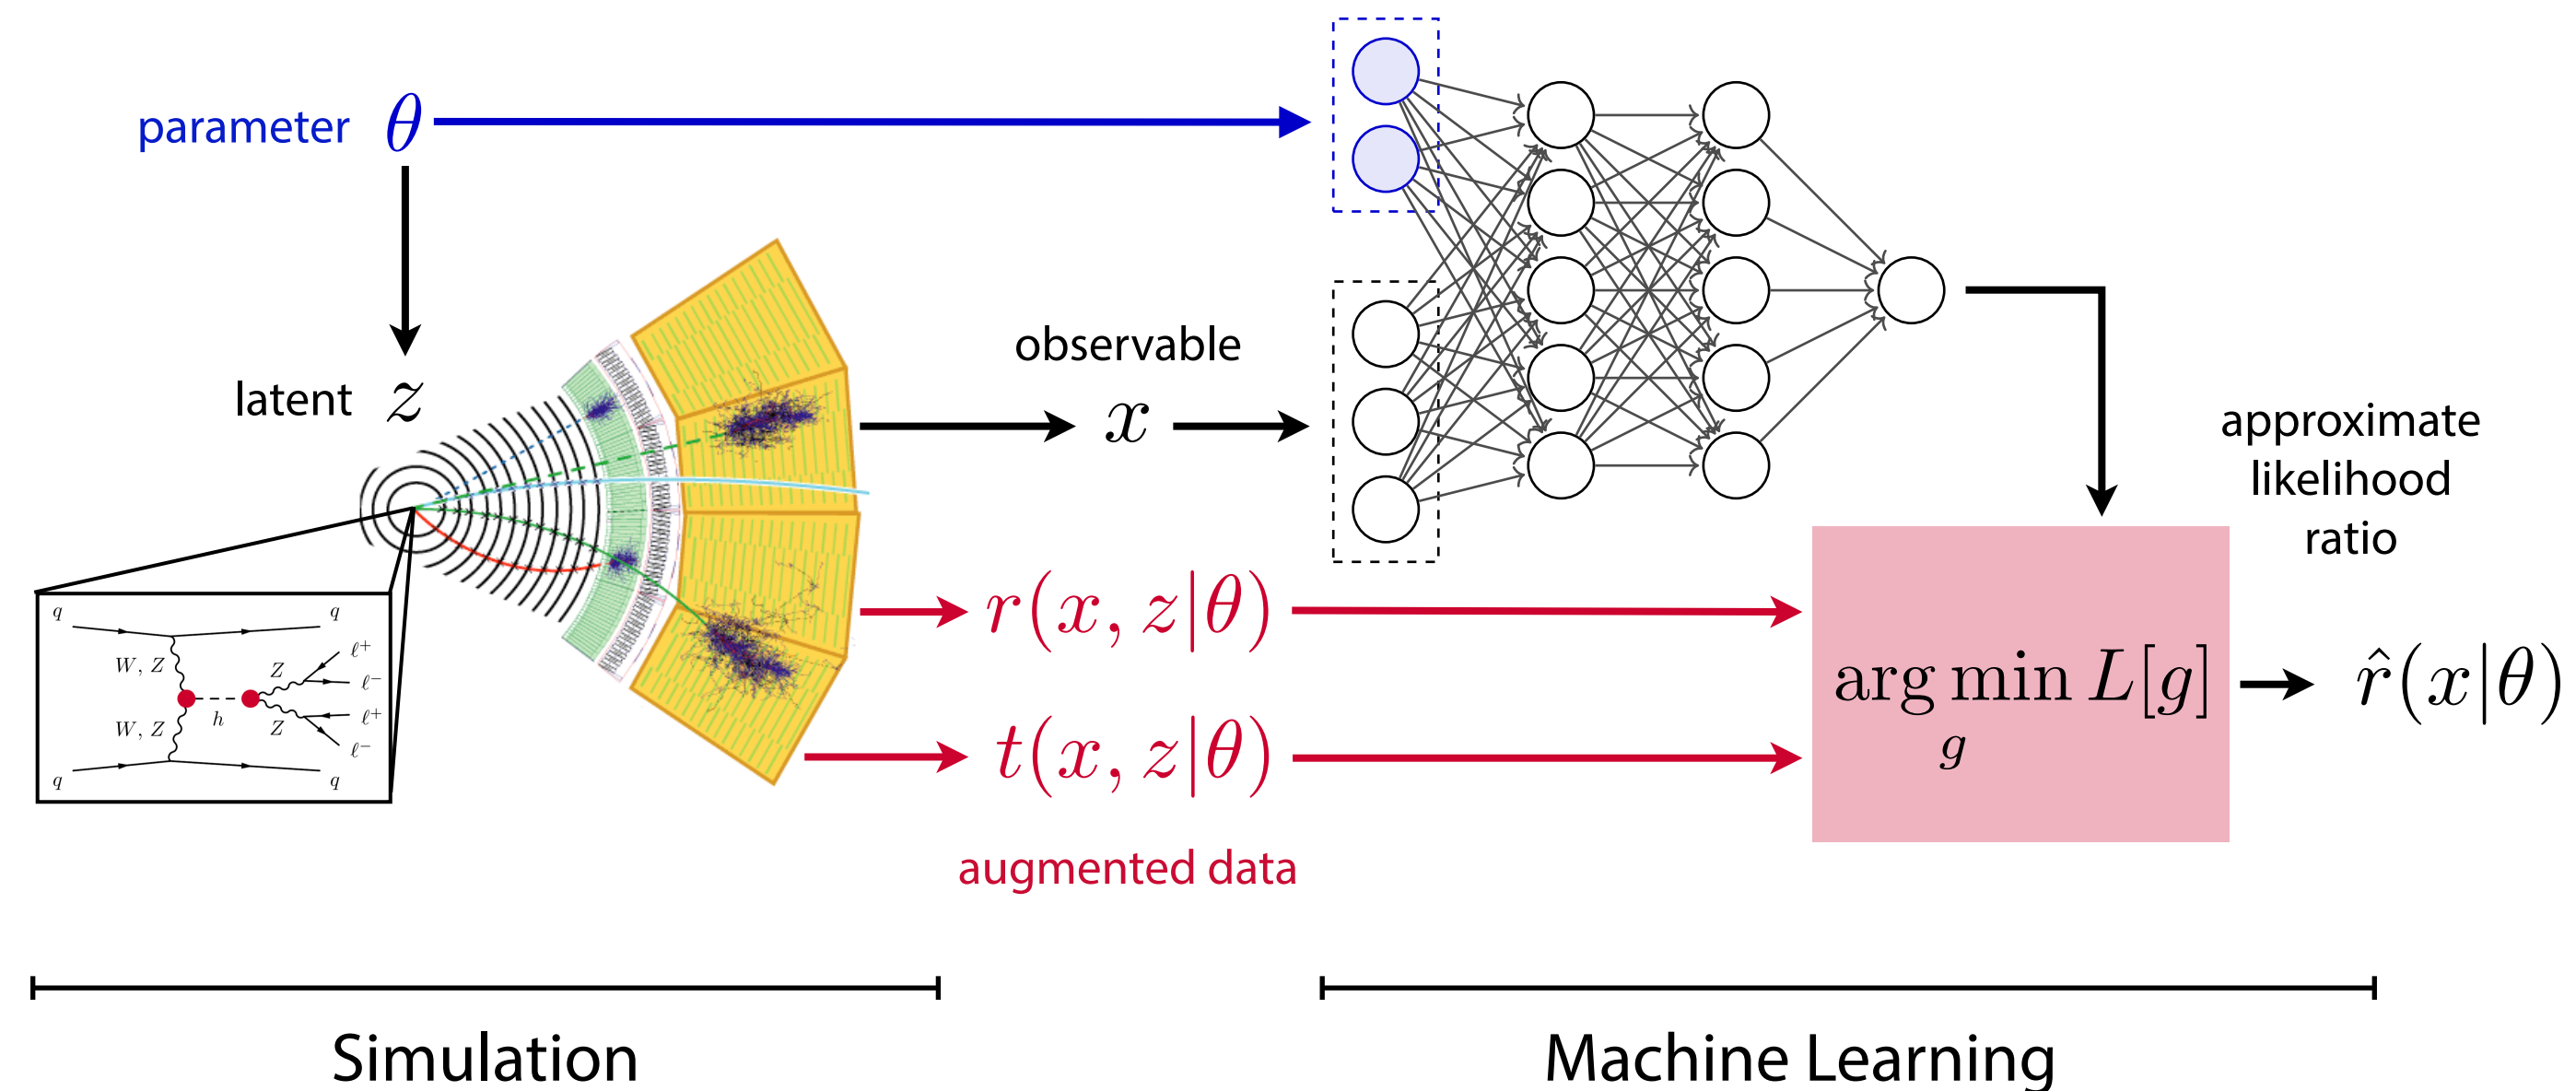 parameter θ
latent z
observable
x
approximate
likelihood
ratio
r(x, z|θ)
t(x, z|θ)
augmented data
arg min L[g]
g
r̂(x|θ)
q q
W, Z
Z
ℓ+
ℓ−
h
W, Z
Z
ℓ+
ℓ−
q q
Simulation
Machine Learning